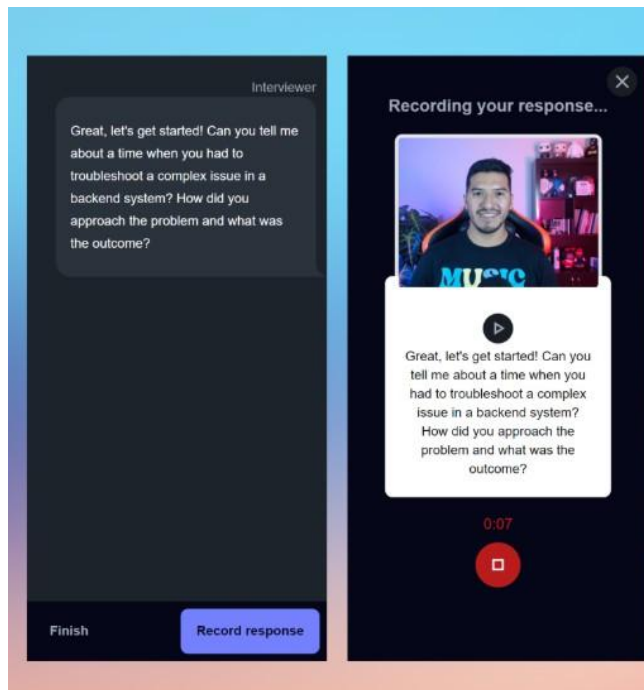 Interviewer
Great, let's get started! Can you tell me
about a time when you had to
troubleshoot a complex issue in a
backend system? How did you
approach the problem and what was
the outcome?
Finish
Record response
Recording your response...
MUSIC
Great, let's get started! Can you
tell me about a time when you
had to troubleshoot a complex
issue in a backend system?
How did you approach the
problem and what was the
outcome?
0:07